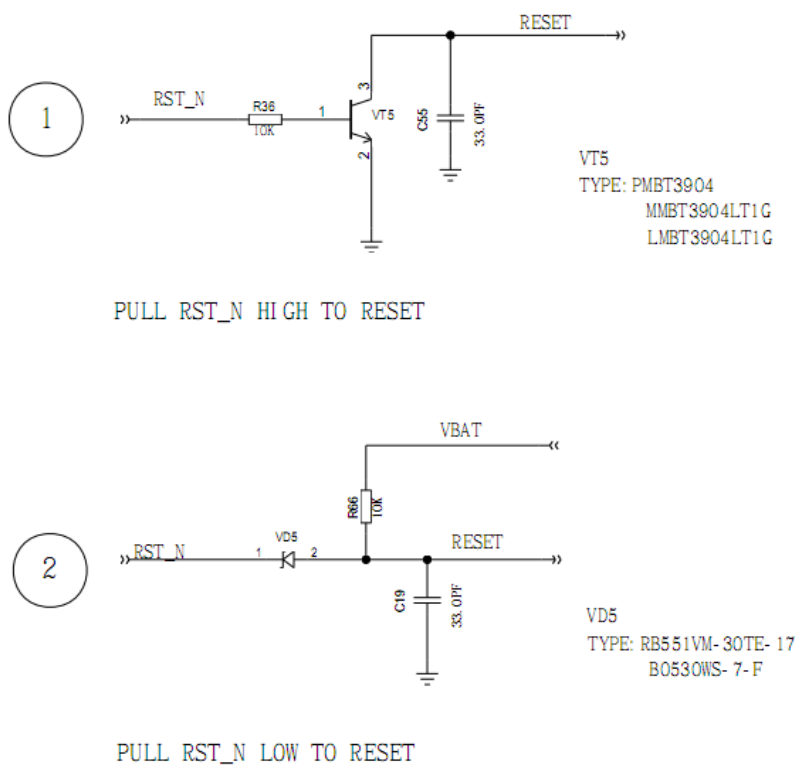 RESET
1
RST_N
R36
10K
1
3
VT5
2
C55
33.0PF
VT5
TYPE: PMBT3904
MMBT3904LT1G
LMBT3904LT1G
PULL RST_N HIGH TO RESET
VBAT
R66
10K
2
RST_N
1
VD5
2
RESET
C19
33.0PF
VD5
TYPE: RB551VM-30TE-17
B0530WS-7-F
PULL RST_N LOW TO RESET